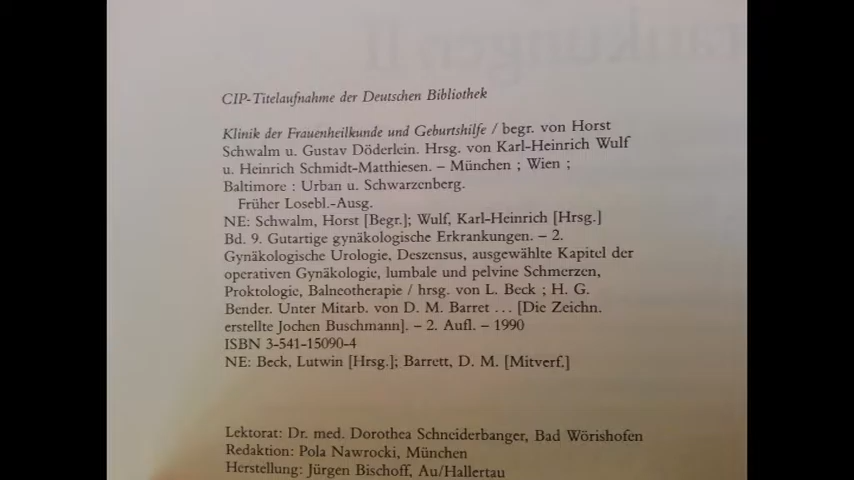 CIP-Titelaufnahme der Deutschen Bibliothek
Klinik der Frauenheilkunde und Geburtshilfe / begr. von Horst
Schwalm u. Gustav Döderlein. Hrsg. von Karl-Heinrich Wulf
u. Heinrich Schmidt-Matthiesen. – München ; Wien ;
Baltimore : Urban u. Schwarzenberg.
Früher Losebl.-Ausg.
NE: Schwalm, Horst [Begr.]; Wulf, Karl-Heinrich [Hrsg.]
Bd. 9. Gutartige gynäkologische Erkrankungen. – 2.
Gynäkologische Urologie, Deszensus, ausgewählte Kapitel der
operativen Gynäkologie, lumbale und pelvine Schmerzen,
Proktologie, Balneotherapie / hrsg. von L. Beck ; H. G.
Bender. Unter Mitarb. von D. M. Barret ... [Die Zeichn.
erstellte Jochen Buschmann]. – 2. Aufl. – 1990
ISBN 3-541-15090-4
NE: Beck, Lutwin [Hrsg.]; Barrett, D. M. [Mitverf.]
Lektorat: Dr. med. Dorothea Schneiderbanger, Bad Wörishofen
Redaktion: Pola Nawrocki, München
Herstellung: Jürgen Bischoff, Au/Hallertau